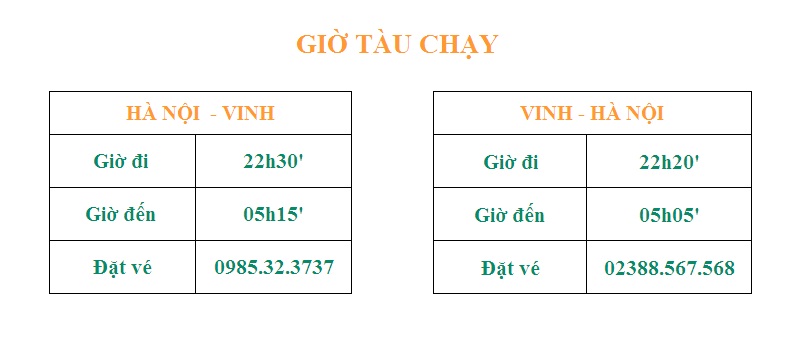 GIỜ TÀU CHẠY
HÀ NỘI - VINH
Giờ đi 22h30'
Giờ đến 05h15'
Đặt vé 0985.32.3737
VINH - HÀ NỘI
Giờ đi 22h20'
Giờ đến 05h05'
Đặt vé 02388.567.568